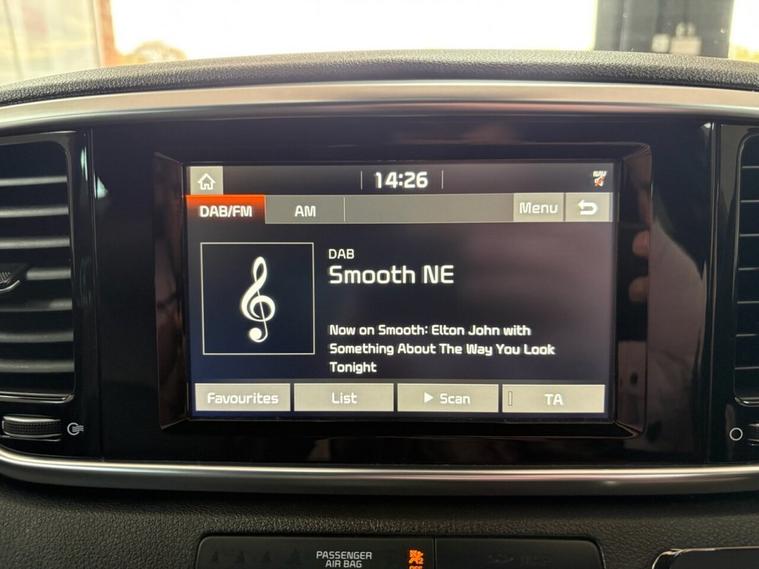 14:26
DAB/FM
AM
Menu
DAB
Smooth NE
Now on Smooth: Elton John with
Something About The Way You Look
Tonight
Favourites
List
Scan
TA
PASSENGER
AIR BAG